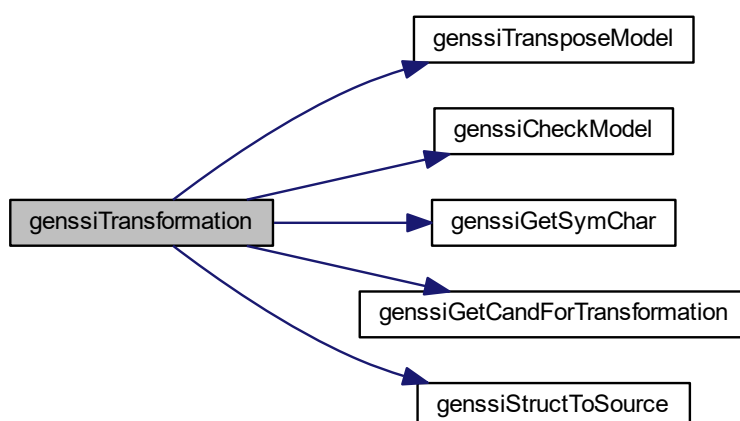 genssiTransposeModel
genssiCheckModel
genssiTransformation
genssiGetSymChar
genssiGetCandForTransformation
genssiStructToSource